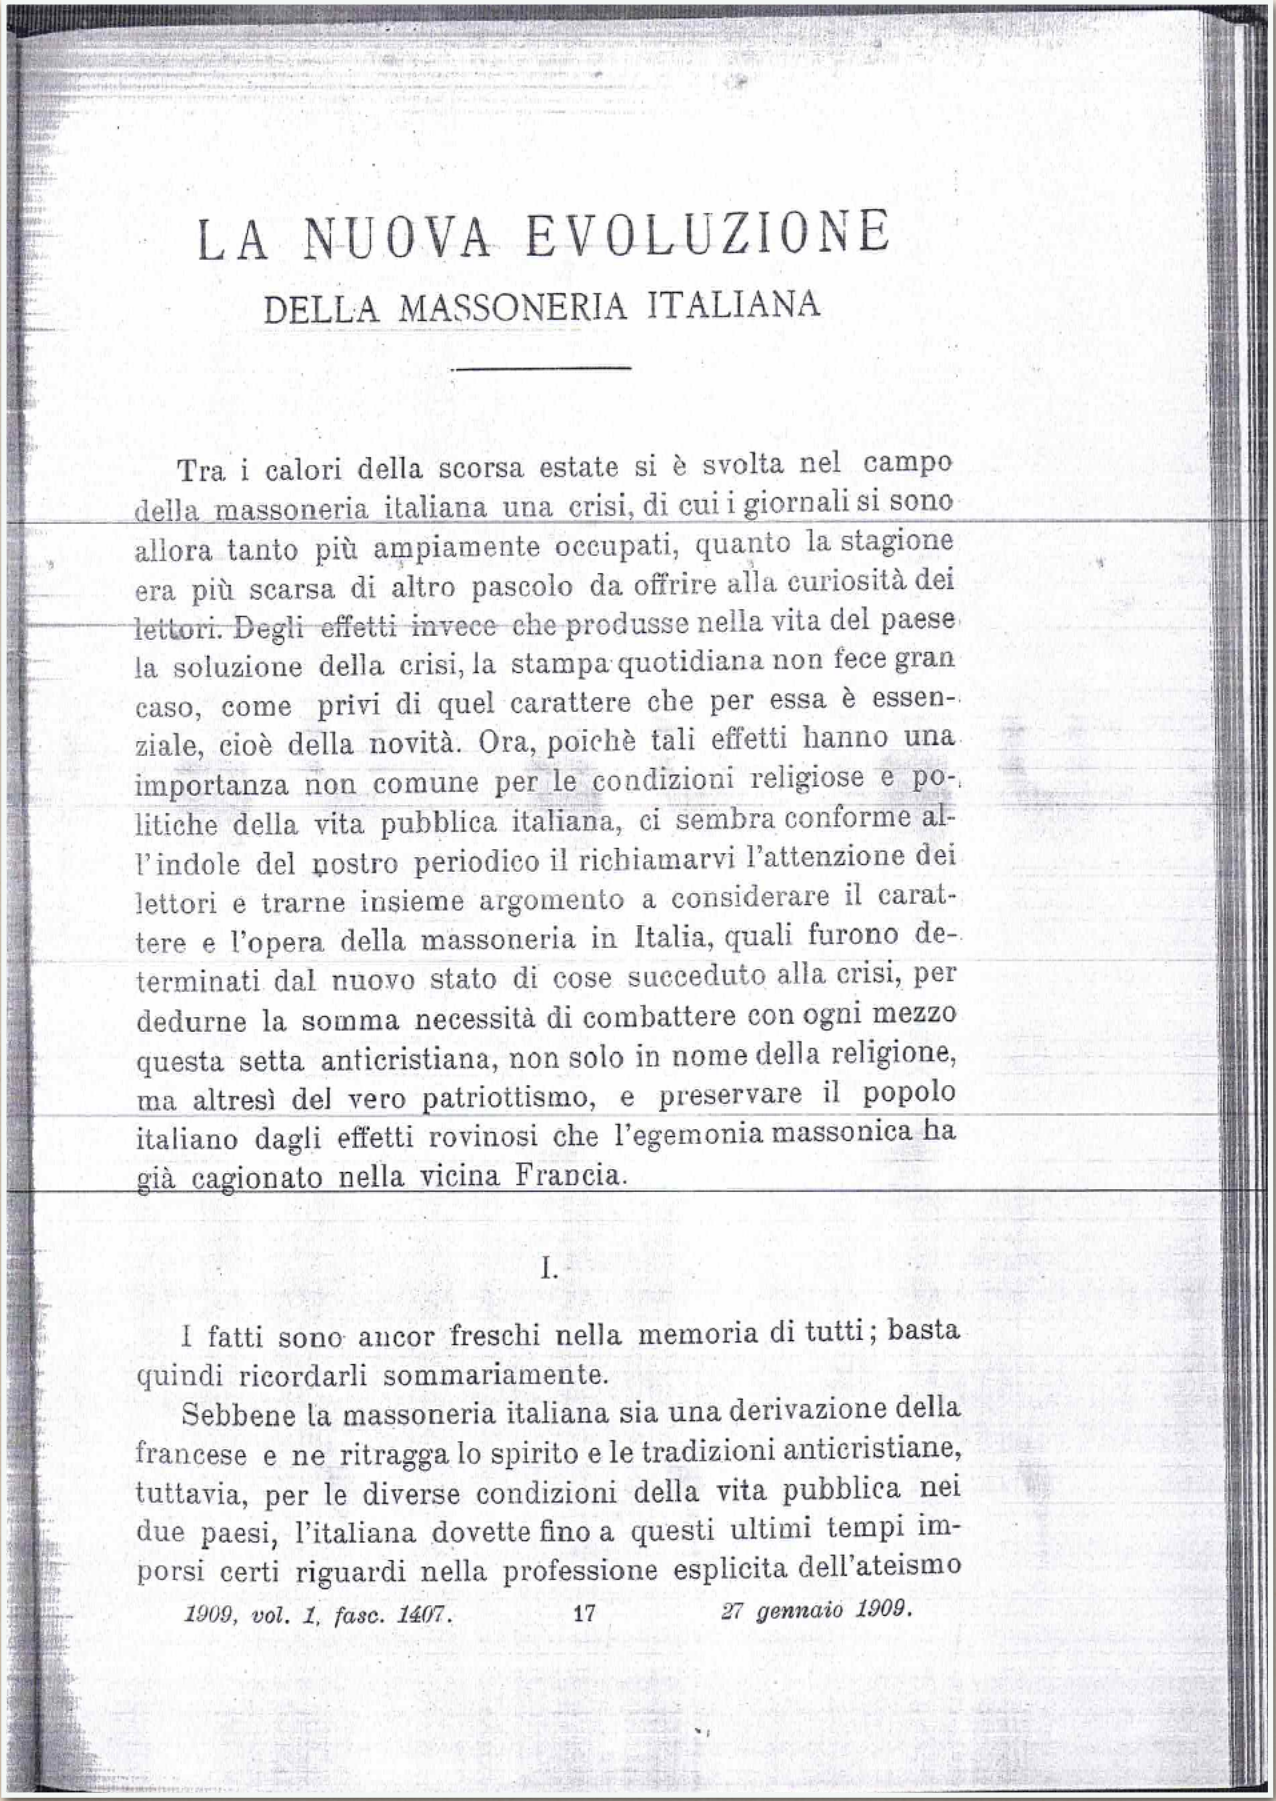 LA NUOVA EVOLUZIONE
DELLA MASSONERIA ITALIANA
Tra i calori della scorsa estate si è svolta nel campo
della massoneria italiana una crisi, di cui i giornali si sono
allora tanto più ampiamente occupati, quanto la stagione
era più scarsa di altro pascolo da offrire alla curiosità dei
lettori. Degli effetti invece che produsse nella vita del paese
la soluzione della crisi, la stampa quotidiana non fece gran
caso, come privi di quel carattere che per essa è essen-
ziale, cioè della novità. Ora, poichè tali effetti hanno una
importanza non comune per le condizioni religiose e po-
litiche della vita pubblica italiana, ci sembra conforme al-
l'indole del nostro periodico il richiamarvi l'attenzione dei
lettori e trarne insieme argomento a considerare il carat-
tere e l'opera della massoneria in Italia, quali furono de-
terminati dal nuovo stato di cose succeduto alla crisi, per
dedurne la somma necessità di combattere con ogni mezzo
questa setta anticristiana, non solo in nome della religione,
ma altresì del vero patriottismo, e preservare il popolo
italiano dagli effetti rovinosi che l'egemonia massonica ha
già cagionato nella vicina Francia.
I.
I fatti sono ancor freschi nella memoria di tutti; basta
quindi ricordarli sommariamente.
Sebbene la massoneria italiana sia una derivazione della
francese e ne ritragga lo spirito e le tradizioni anticristiane,
tuttavia, per le diverse condizioni della vita pubblica nei
due paesi, l'italiana dovette fino a questi ultimi tempi im-
porsi certi riguardi nella professione esplicita dell'ateismo
1909, vol. 1, fasc. 1407. 17 27 gennaio 1909.